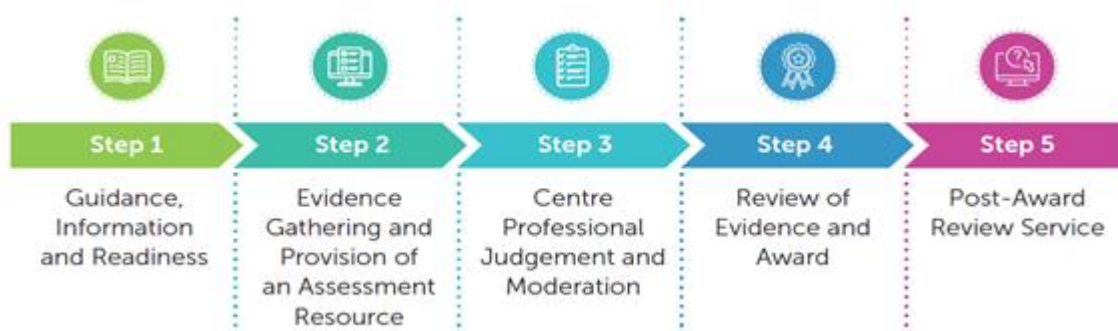 Step 1
Guidance,
Information
and Readiness
Step 2
Evidence
Gathering and
Provision of
an Assessment
Resource
Step 3
Centre
Professional
Judgement and
Moderation
Step 4
Review of
Evidence and
Award
Step 5
Post-Award
Review Service